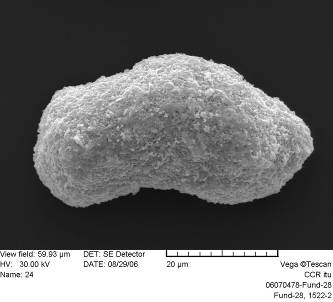 View field: 59.93 µm DET: SE Detector
HV: 30.00 kV DATE: 08/29/06 20 µm Vega ©Tescan
Name: 24 CCR itu
06070478-Fund-25
Fund-28, 1522-2